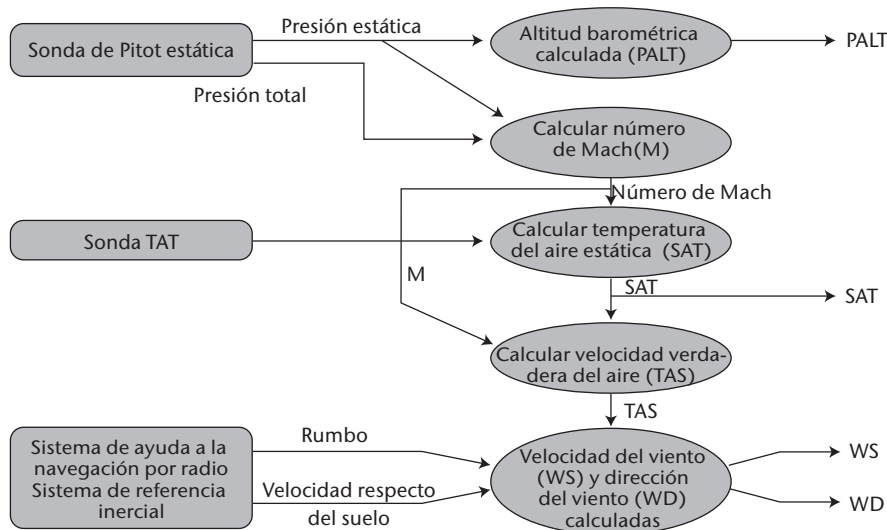 Sonda de Pitot estática
Presión estática
Presión total
Altitud barométrica
calculada (PALT)
PALT
Calcular número
de Mach(M)
Número de Mach
Sonda TAT
Calcular temperatura
del aire estática (SAT)
M
SAT
SAT
Calcular velocidad verda-
dera del aire (TAS)
TAS
Sistema de ayuda a la
navegación por radio
Sistema de referencia
inercial
Rumbo
Velocidad respecto
del suelo
Velocidad del viento
(WS) y dirección
del viento (WD)
calculadas
WS
WD